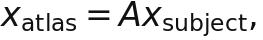 x_atlas = Ax_subject,